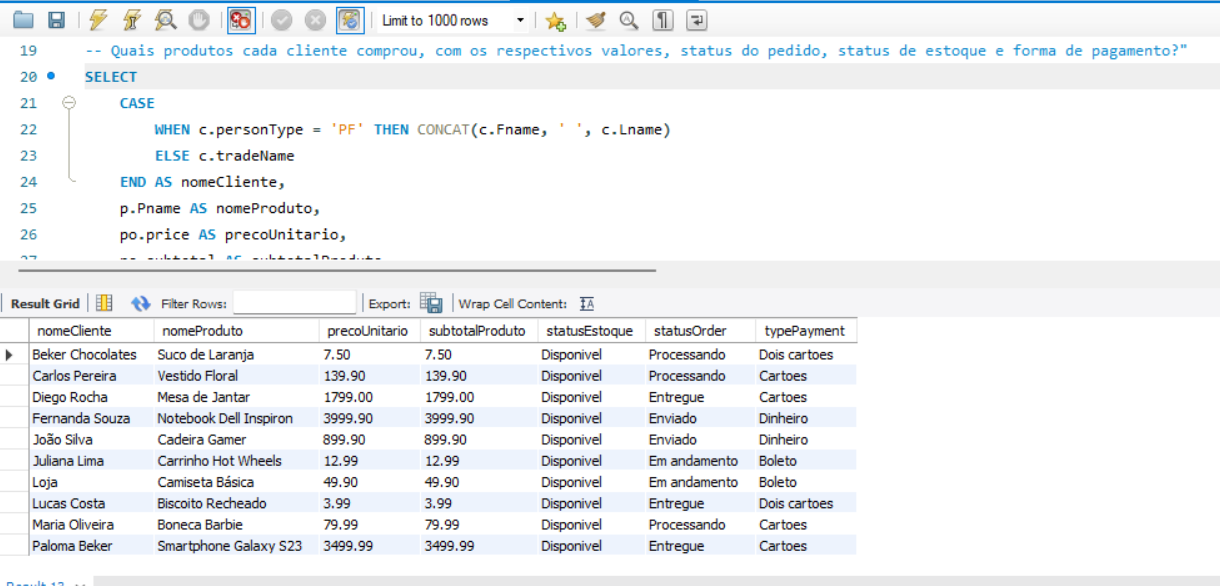 Limit to 1000 rows
19 -- Quais produtos cada cliente comprou, com os respectivos valores, status do pedido, status de estoque e forma de pagamento?"
20 SELECT
21 CASE
22 WHEN c.personType = 'PF' THEN CONCAT(c.Fname, ' ', c.Lname)
23 ELSE c.tradeName
24 END AS nomeCliente,
25 p.Pname AS nomeProduto,
26 po.price AS precoUnitario,
27 po.subtotal AS subtotalProduto
Result Grid Filter Rows: Export: Wrap Cell Content:
nomeCliente nomeProduto precoUnitario subtotalProduto statusEstoque statusOrder typePayment
Beker Chocolates Suco de Laranja 7.50 7.50 Disponivel Processando Dois cartoes
Carlos Pereira Vestido Floral 139.90 139.90 Disponivel Processando Cartoes
Diego Rocha Mesa de Jantar 1799.00 1799.00 Disponivel Entregue Cartoes
Fernanda Souza Notebook Dell Inspiron 3999.90 3999.90 Disponivel Enviado Dinheiro
João Silva Cadeira Gamer 899.90 899.90 Disponivel Enviado Dinheiro
Juliana Lima Carrinho Hot Wheels 12.99 12.99 Disponivel Em andamento Boleto
Loja Camiseta Básica 49.90 49.90 Disponivel Em andamento Boleto
Lucas Costa Biscoito Recheado 3.99 3.99 Disponivel Entregue Dois cartoes
Maria Oliveira Boneca Barbie 79.99 79.99 Disponivel Processando Cartoes
Paloma Beker Smartphone Galaxy S23 3499.99 3499.99 Disponivel Entregue Cartoes